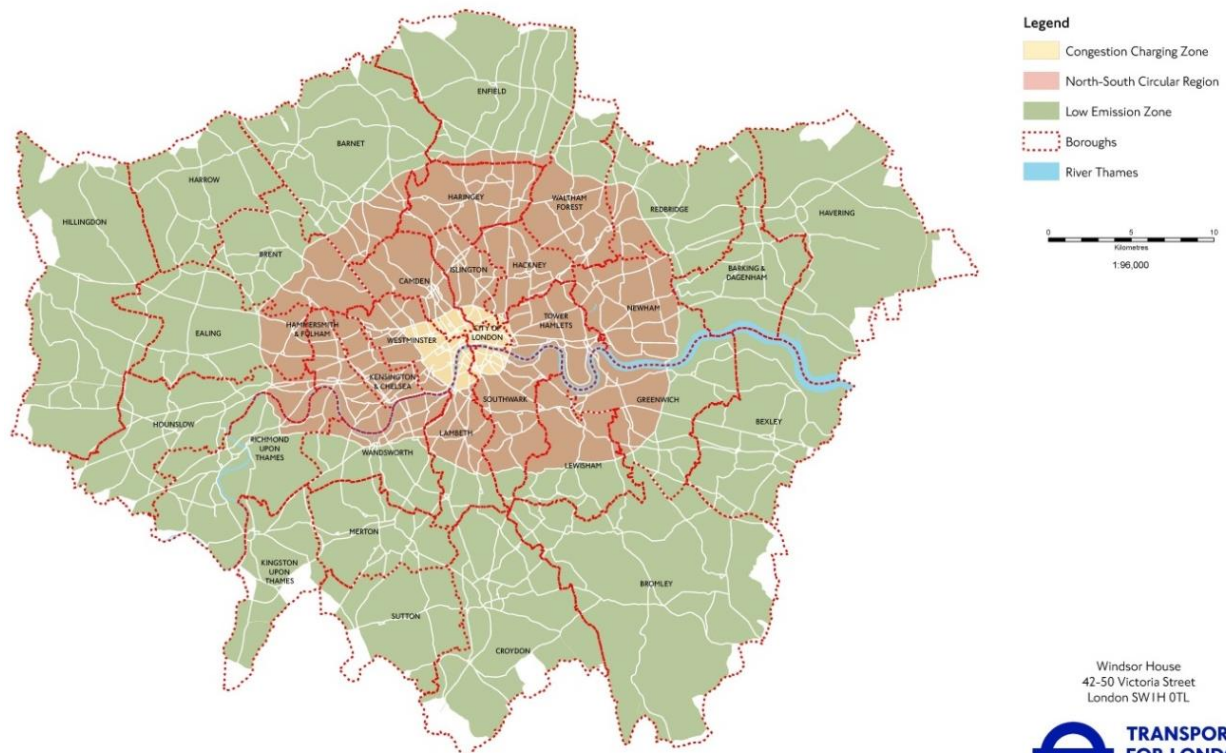 Legend
Congestion Charging Zone
North-South Circular Region
Low Emission Zone
Boroughs
River Thames
0 5 10
Kilometres
1:96,000
ENFIELD
BARNET
HARROW
HARINGEY
WALTHAM
FOREST
REDBRIDGE
HAVERING
HILLINGDON
BRENT
CAMDEN
ISLINGTON
HACKNEY
BARKING &
DAGENHAM
NEWHAM
TOWER
HAMLETS
EALING
HAMMERSMITH
& FULHAM
WESTMINSTER
CITY OF
LONDON
KENSINGTON
& CHELSEA
SOUTHWARK
GREENWICH
BEXLEY
HOUNSLOW
RICHMOND
UPON
THAMES
WANDSWORTH
LAMBETH
LEWISHAM
MERTON
KINGSTON
UPON
THAMES
BROMLEY
SUTTON
CROYDON
Windsor House
42-50 Victoria Street
London SW1H 0TL
TRANSPOR
FOR LONDO